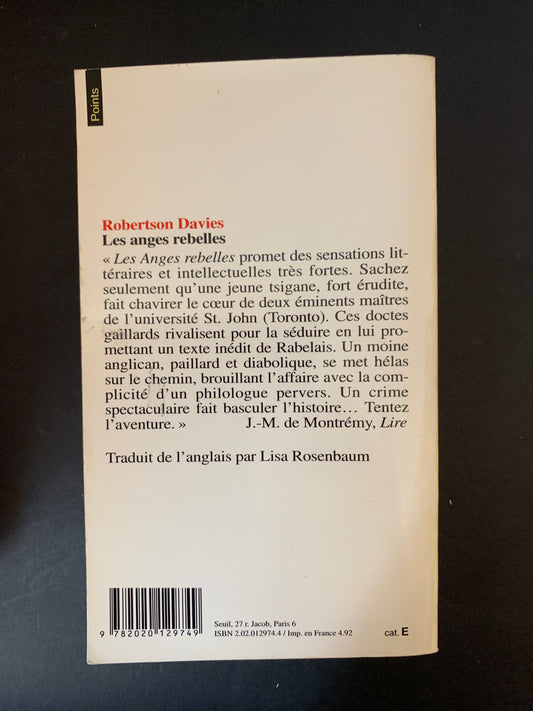 Points
Robertson Davies
Les anges rebelles
« Les Anges rebelles promet des sensations lit-
téraires et intellectuelles très fortes. Sachez
seulement qu'une jeune tsigane, fort érudite,
fait chavirer le cœur de deux éminents maîtres
de l'université St. John (Toronto). Ces doctes
gaillards rivalisent pour la séduire en lui pro-
mettant un texte inédit de Rabelais. Un moine
anglican, paillard et diabolique, se met hélas
sur le chemin, brouillant l'affaire avec la com-
plicité d'un philologue pervers. Un crime
spectaculaire fait basculer l'histoire… Tentez
l'aventure. » J.-M. de Montrémy, Lire
Traduit de l'anglais par Lisa Rosenbaum
9 782020 129749
Seuil, 27 r. Jacob, Paris 6
ISBN 2.02.012974.4 / Imp. en France 4.92
cat. E